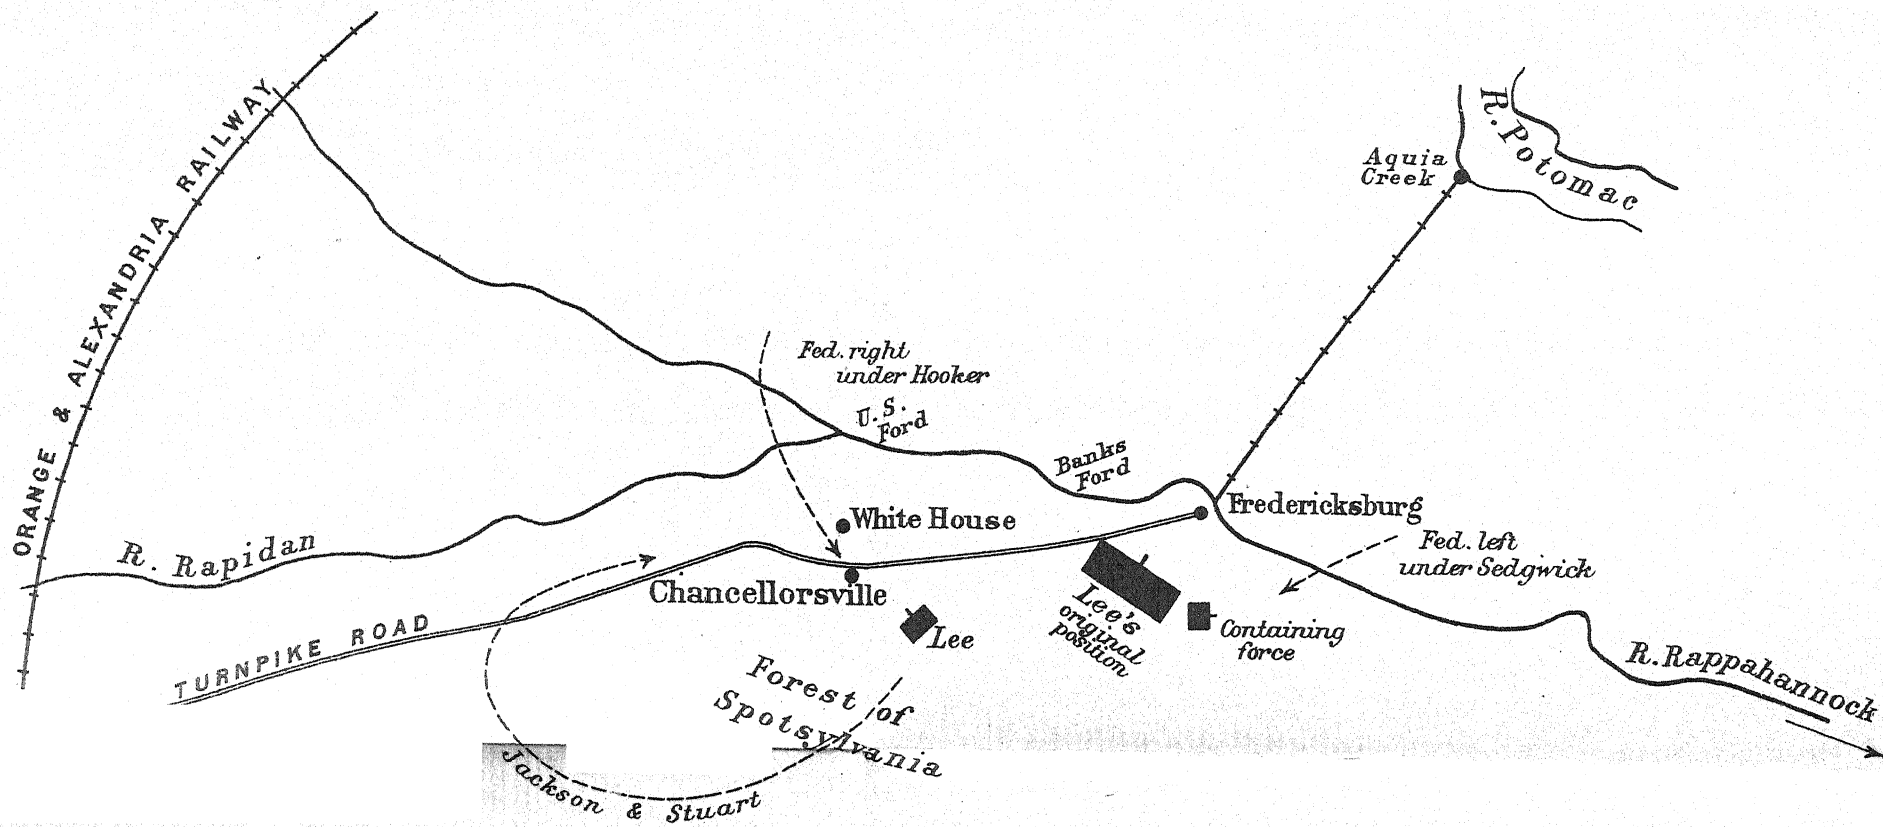 ORANGE & ALEXANDRIA RAILWAY
R. Potomac
Aquia
Creek
Fed. right
under Hooker
U.S.
Ford
Banks
Ford
Fredericksburg
White House
Fed. left
under Sedgwick
R. Rapidan
Chancellorsville
Lee's
original
position
Containing
force
Lee
TURNPIKE ROAD
Forest of
Spotsylvania
R. Rappahannock
Jackson & Stuart